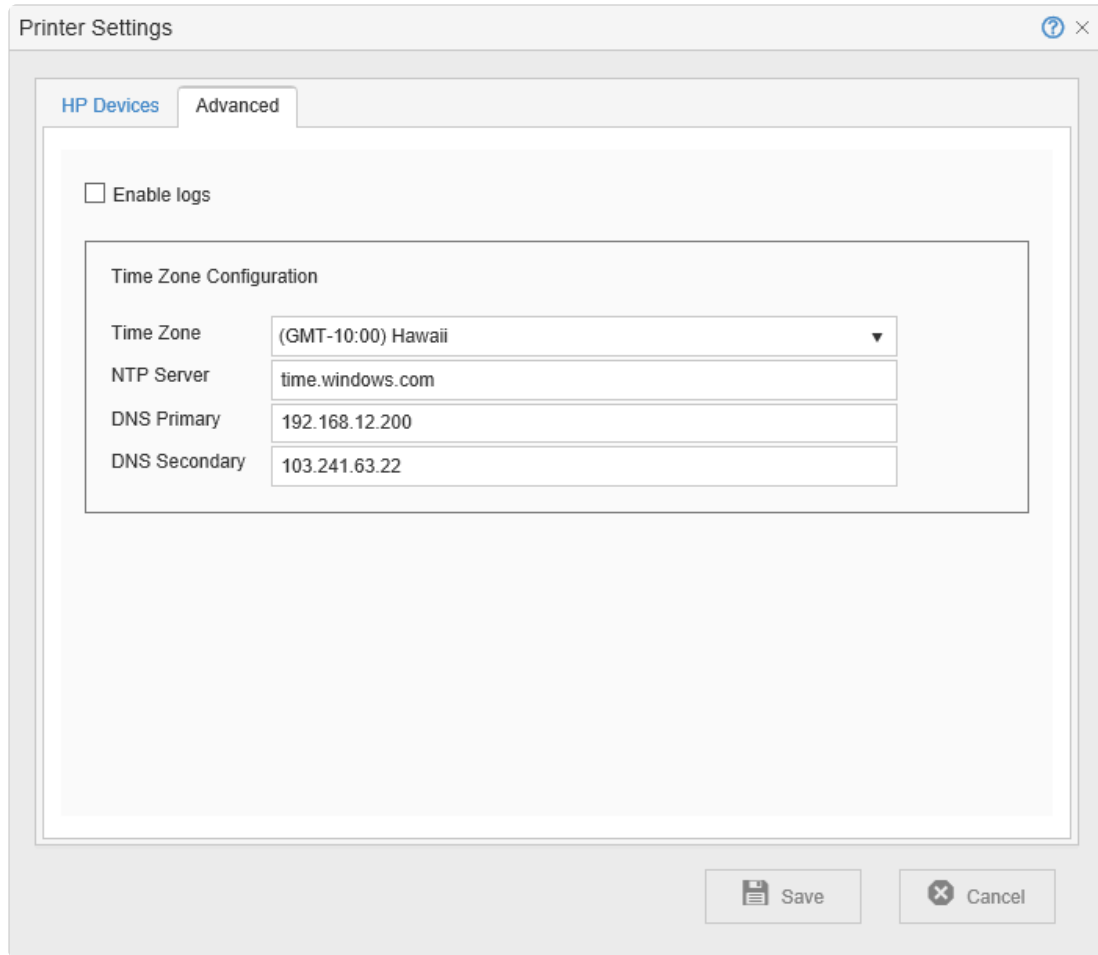 Printer Settings
HP Devices Advanced
Enable logs
Time Zone Configuration
Time Zone (GMT-10:00) Hawaii
NTP Server time.windows.com
DNS Primary 192.168.12.200
DNS Secondary 103.241.63.22
Save Cancel